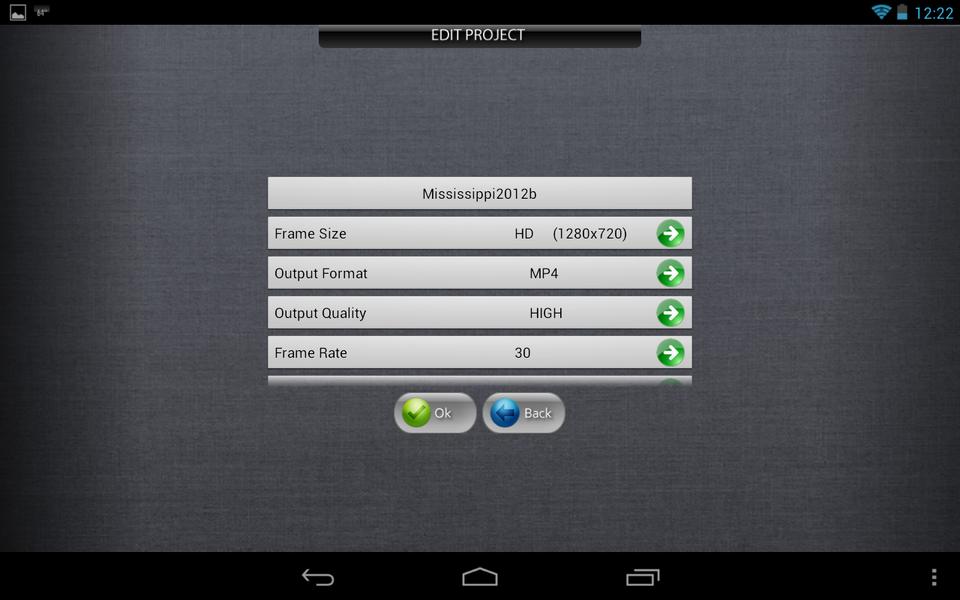 64°
12:22
EDIT PROJECT
Mississippi2012b
Frame Size HD (1280x720)
Output Format MP4
Output Quality HIGH
Frame Rate 30
Ok Back